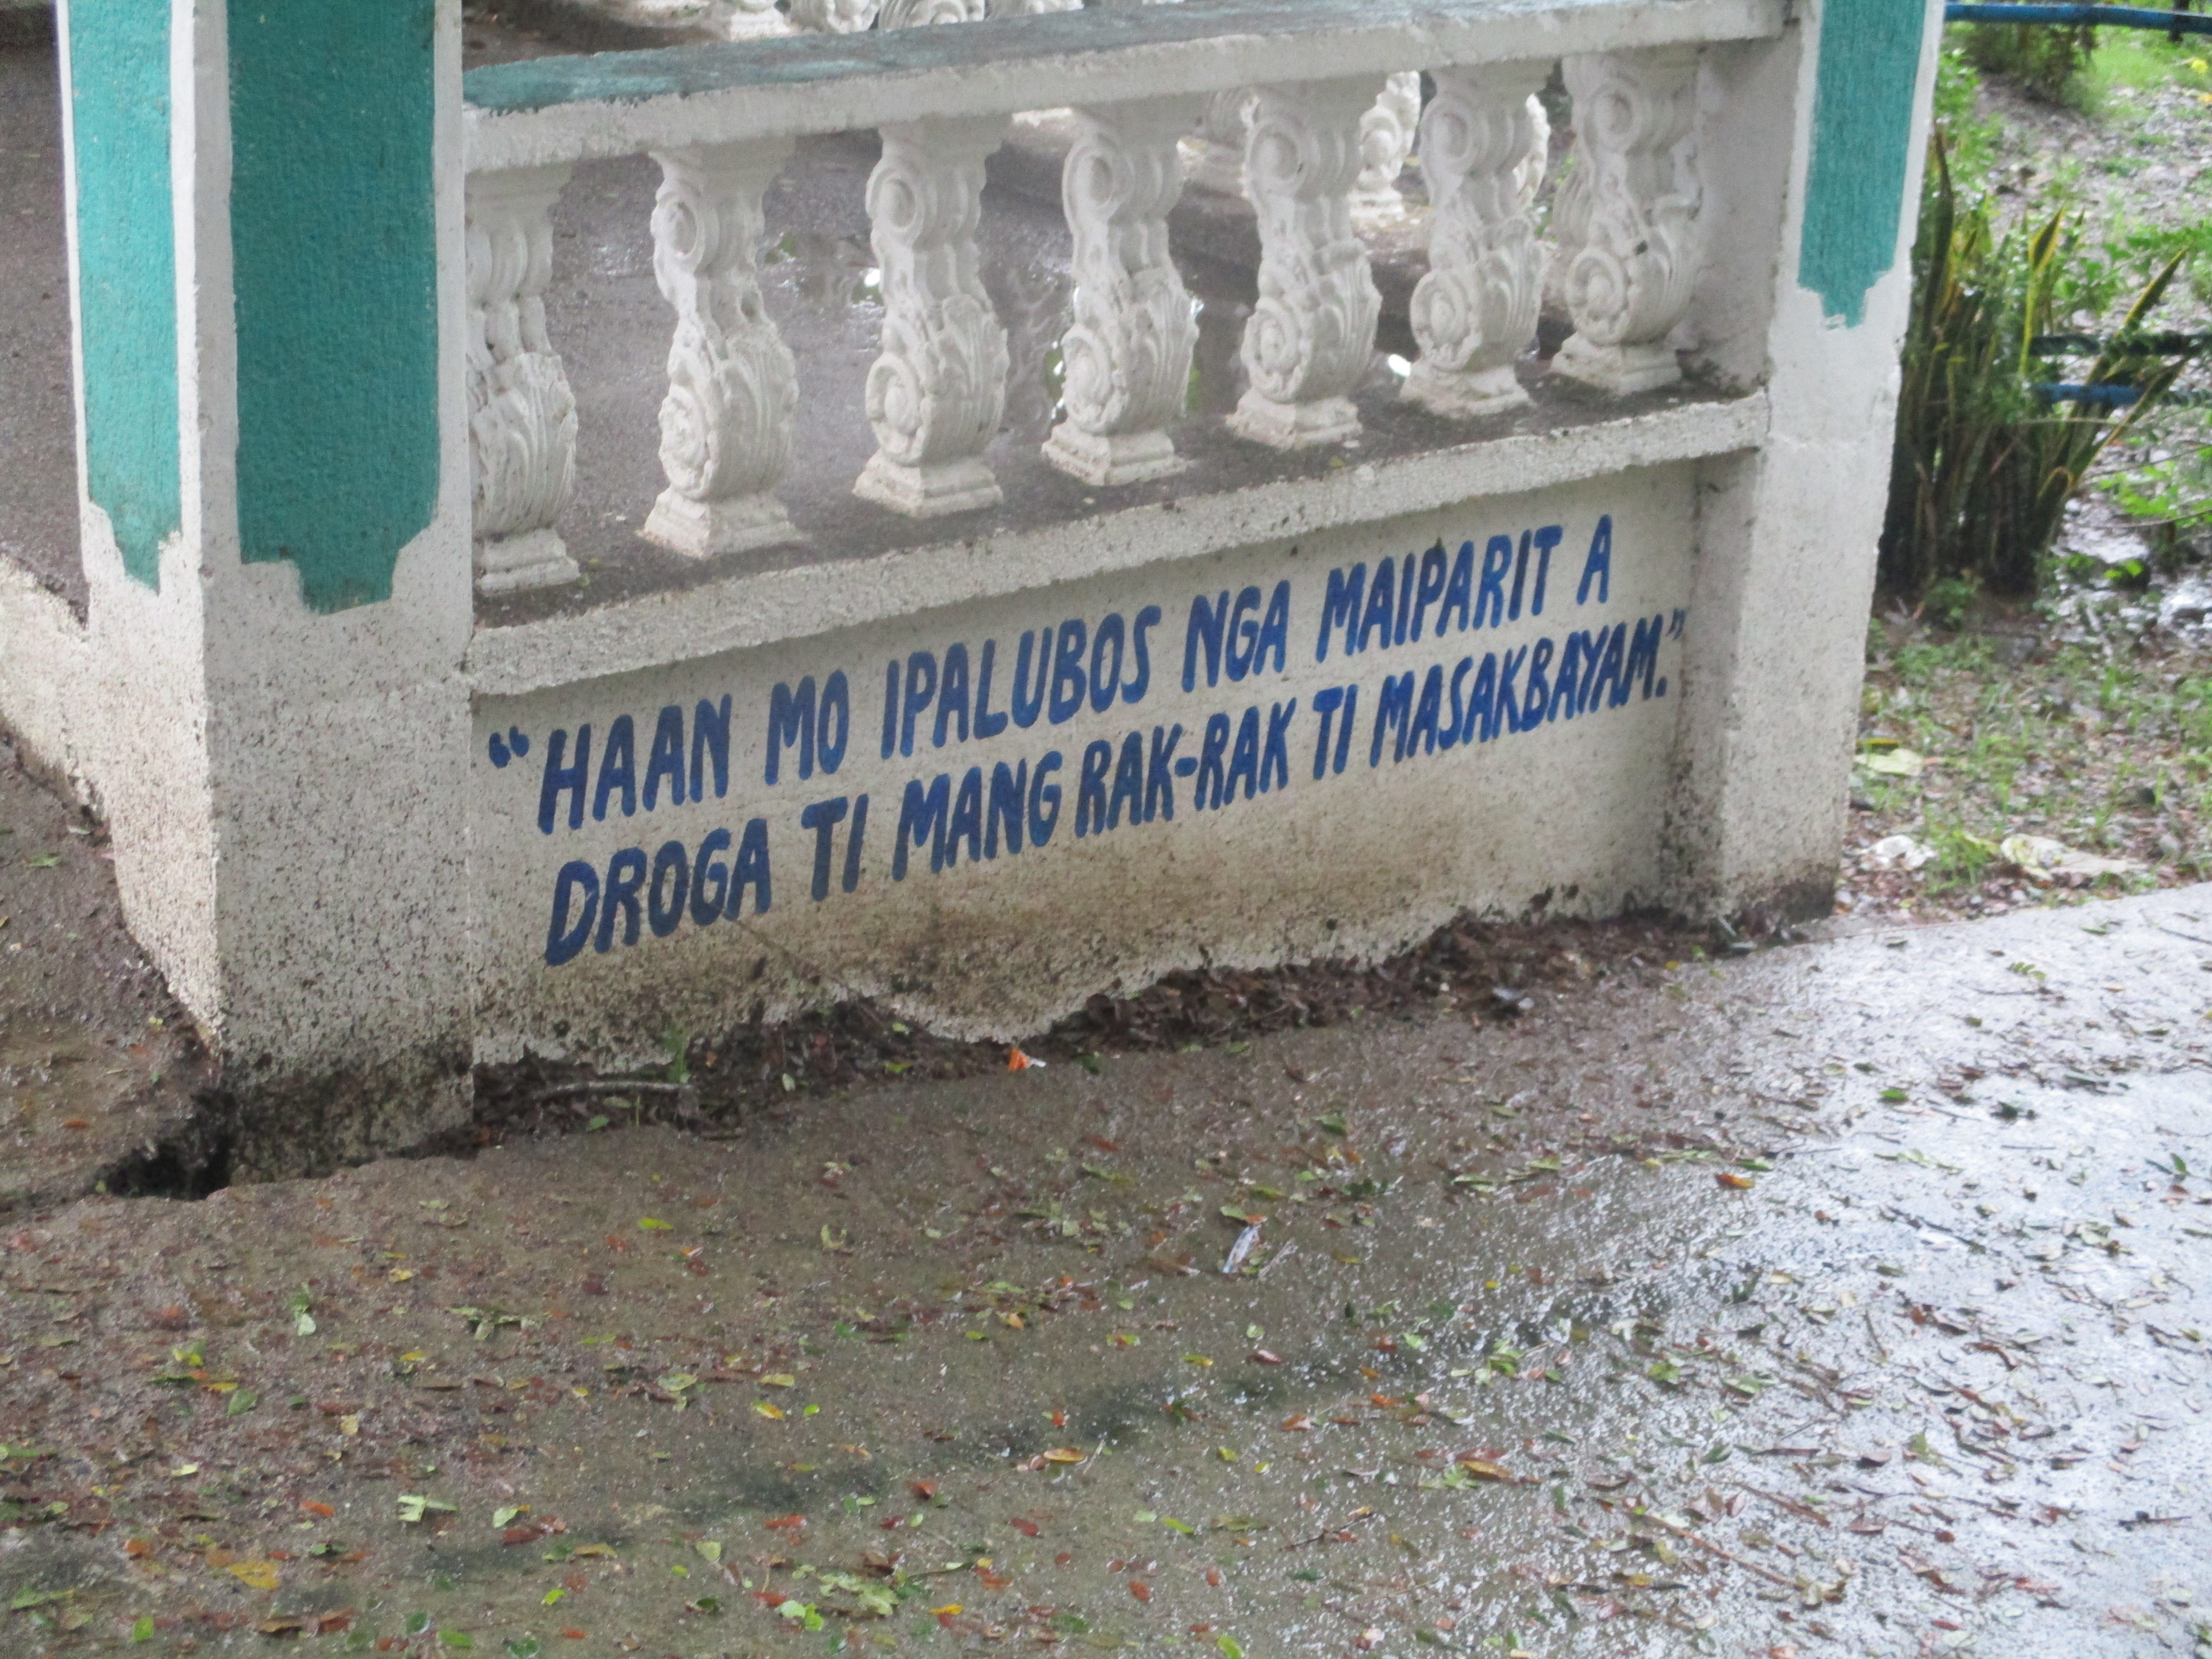 “HAAN MO IPALUBOS NGA MAIPARIT A
DROGA TI MANG RAK-RAK TI MASAKBAYAM.”